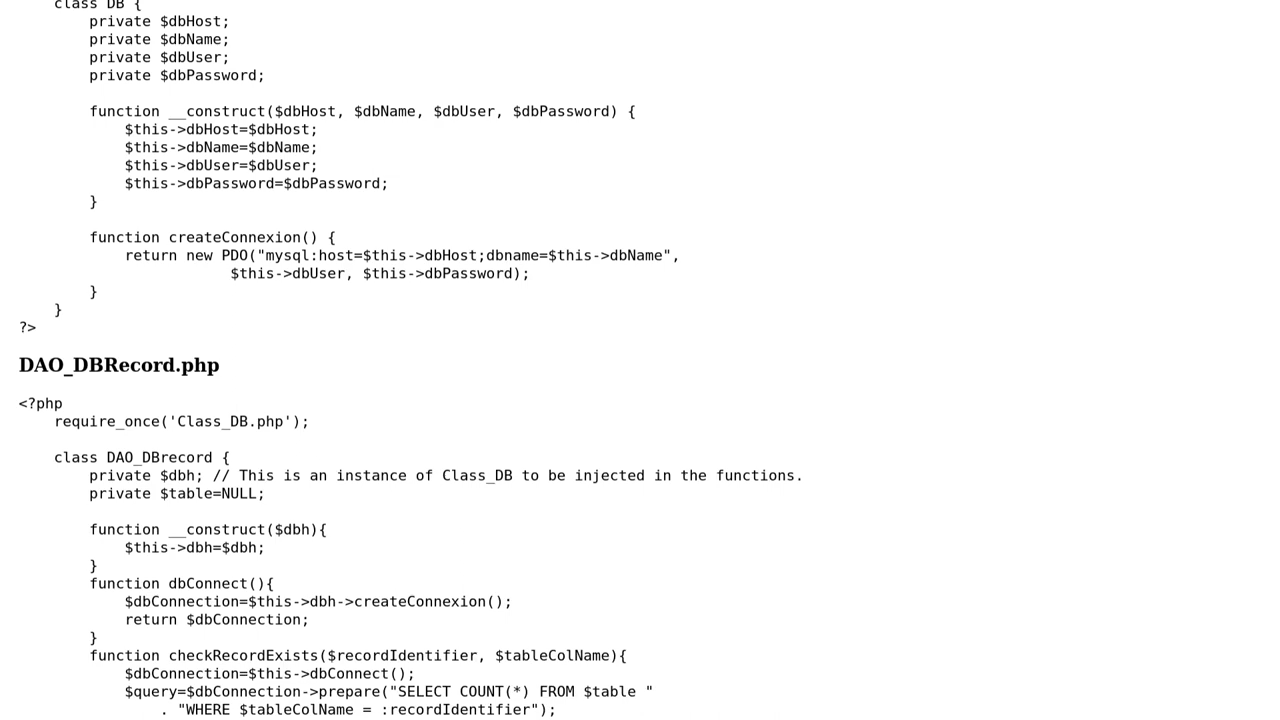 class DB {
private $dbHost;
private $dbName;
private $dbUser;
private $dbPassword;
function __construct($dbHost, $dbName, $dbUser, $dbPassword) {
$this->dbHost=$dbHost;
$this->dbName=$dbName;
$this->dbUser=$dbUser;
$this->dbPassword=$dbPassword;
}
function createConnexion() {
return new PDO("mysql:host=$this->dbHost;dbname=$this->dbName",
$this->dbUser, $this->dbPassword);
}
}
?>
DAO_DBRecord.php
<?php
require_once('Class_DB.php');
class DAO_DBrecord {
private $dbh; // This is an instance of Class_DB to be injected in the functions.
private $table=NULL;
function __construct($dbh){
$this->dbh=$dbh;
}
function dbConnect(){
$dbConnection=$this->dbh->createConnexion();
return $dbConnection;
}
function checkRecordExists($recordIdentifier, $tableColName){
$dbConnection=$this->dbConnect();
$query=$dbConnection->prepare("SELECT COUNT(*) FROM $table "
. "WHERE $tableColName = :recordIdentifier");